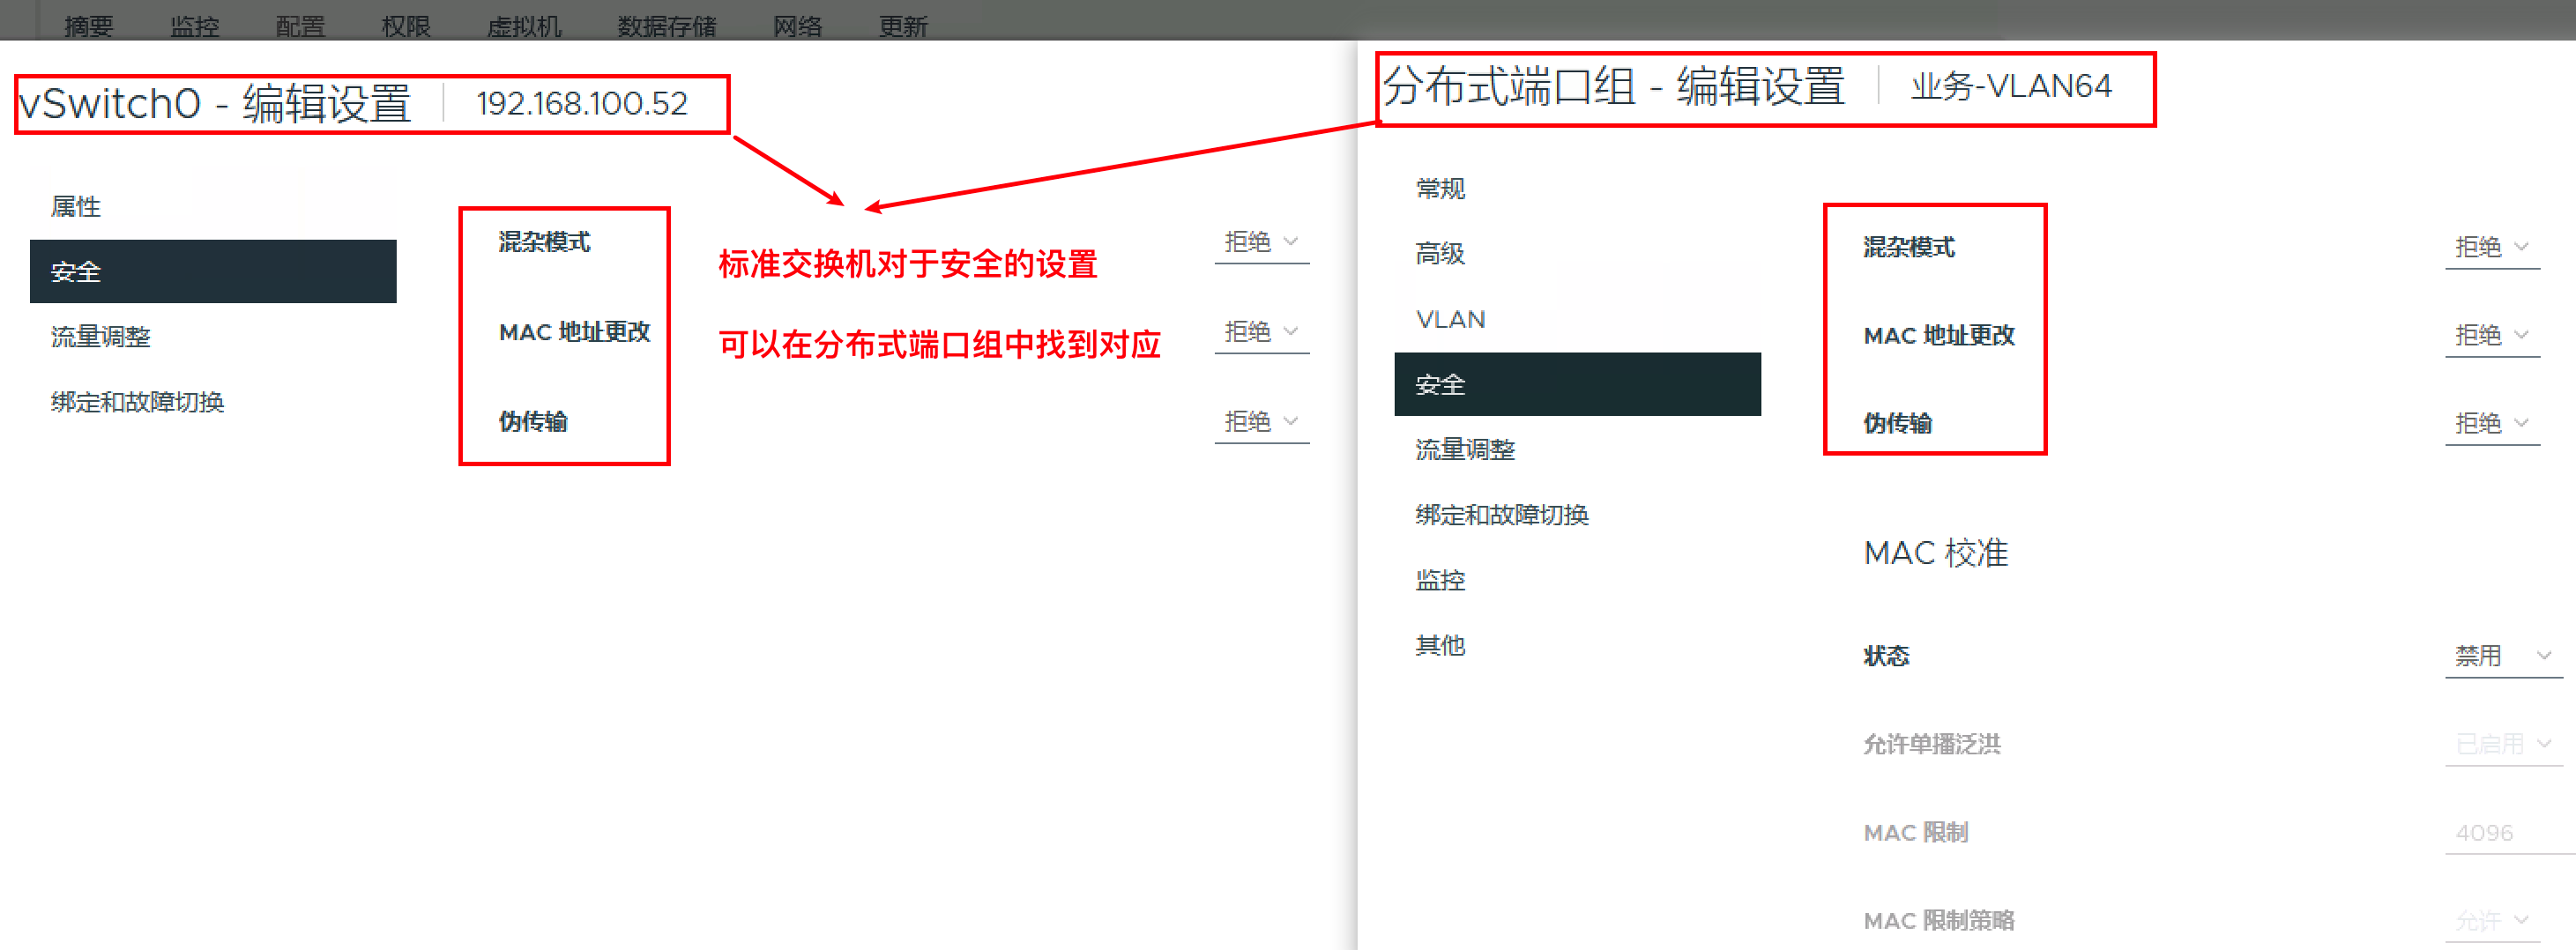 摘要 监控 配置 权限 虚拟机 数据存储 网络 更新
vSwitch0 - 编辑设置 192.168.100.52
属性
安全
流量调整
绑定和故障切换
混杂模式 拒绝
MAC 地址更改 拒绝
伪传输 拒绝
标准交换机对于安全的设置
可以在分布式端口组中找到对应
分布式端口组 - 编辑设置 业务-VLAN64
常规
高级
VLAN
安全
流量调整
绑定和故障切换
监控
其他
混杂模式 拒绝
MAC 地址更改 拒绝
伪传输 拒绝
MAC 校准
状态 禁用
允许单播泛洪 已启用
MAC 限制 4096
MAC 限制策略 允许